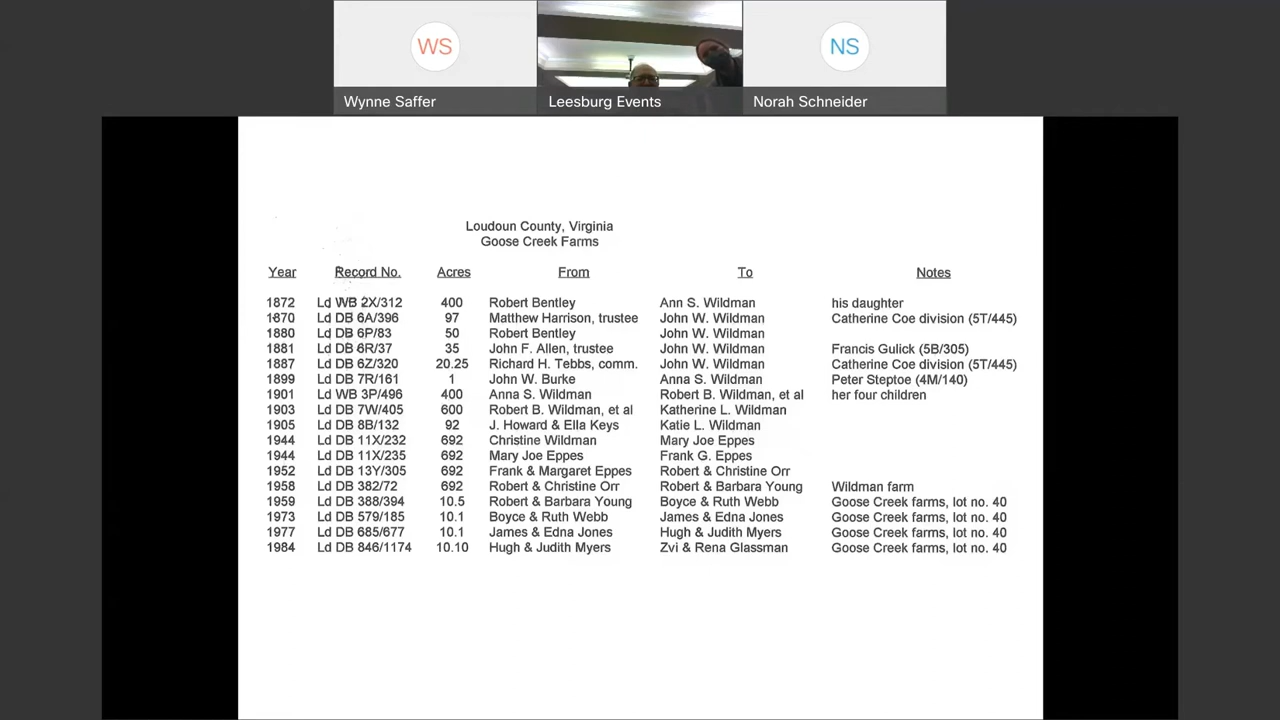 WS
NS
Wynne Saffer
Leesburg Events
Norah Schneider
Loudoun County, Virginia
Goose Creek Farms
Year Record No. Acres From To Notes
1872 Ld WB 2X/312 400 Robert Bentley Ann S. Wildman his daughter
1870 Ld DB 6A/396 97 Matthew Harrison, trustee John W. Wildman Catherine Coe division (5T/445)
1880 Ld DB 6P/83 50 Robert Bentley John W. Wildman
1881 Ld DB 6R/37 35 John F. Allen, trustee John W. Wildman Francis Gulick (5B/305)
1887 Ld DB 6Z/320 20.25 Richard H. Tebbs, comm. John W. Wildman Catherine Coe division (5T/445)
1899 Ld DB 7R/161 1 John W. Burke Anna S. Wildman Peter Steptoe (4M/140)
1901 Ld WB 3P/496 400 Anna S. Wildman Robert B. Wildman, et al her four children
1903 Ld DB 7W/405 600 Robert B. Wildman, et al Katherine L. Wildman
1905 Ld DB 8B/132 92 J. Howard & Ella Keys Katie L. Wildman
1944 Ld DB 11X/232 692 Christine Wildman Mary Joe Eppes
1944 Ld DB 11X/235 692 Mary Joe Eppes Frank G. Eppes
1952 Ld DB 13Y/305 692 Frank & Margaret Eppes Robert & Christine Orr
1958 Ld DB 382/72 692 Robert & Christine Orr Robert & Barbara Young Wildman farm
1959 Ld DB 388/394 10.5 Robert & Barbara Young Boyce & Ruth Webb Goose Creek farms, lot no. 40
1973 Ld DB 579/185 10.1 Boyce & Ruth Webb James & Edna Jones Goose Creek farms, lot no. 40
1977 Ld DB 685/677 10.1 James & Edna Jones Hugh & Judith Myers Goose Creek farms, lot no. 40
1984 Ld DB 846/1174 10.10 Hugh & Judith Myers Zvi & Rena Glassman Goose Creek farms, lot no. 40